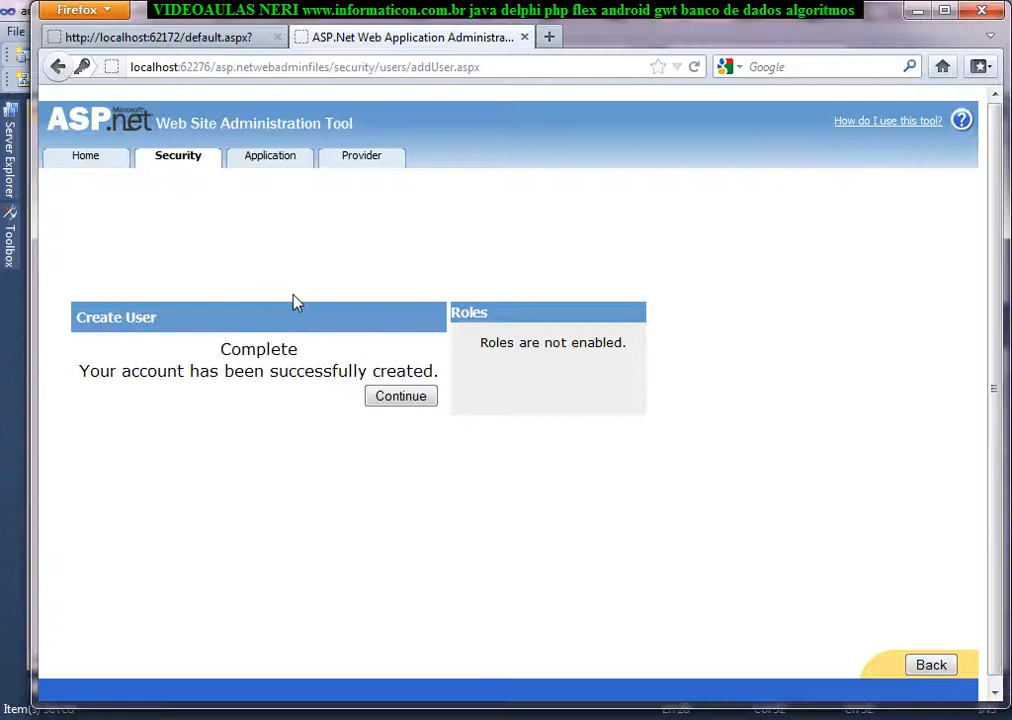 VIDEOAULAS NERI www.informaticon.com.br java delphi php flex android gwt banco de dados algoritmos
Firefox
File
http://localhost:62172/default.aspx?
ASP.Net Web Application Administra...
localhost:62276/asp.netwebadminfiles/security/users/addUser.aspx
Google
Server Explorer
Toolbox
Microsoft
ASP.net Web Site Administration Tool
How do I use this tool?
Home
Security
Application
Provider
Create User
Complete
Your account has been successfully created.
Continue
Roles
Roles are not enabled.
Back